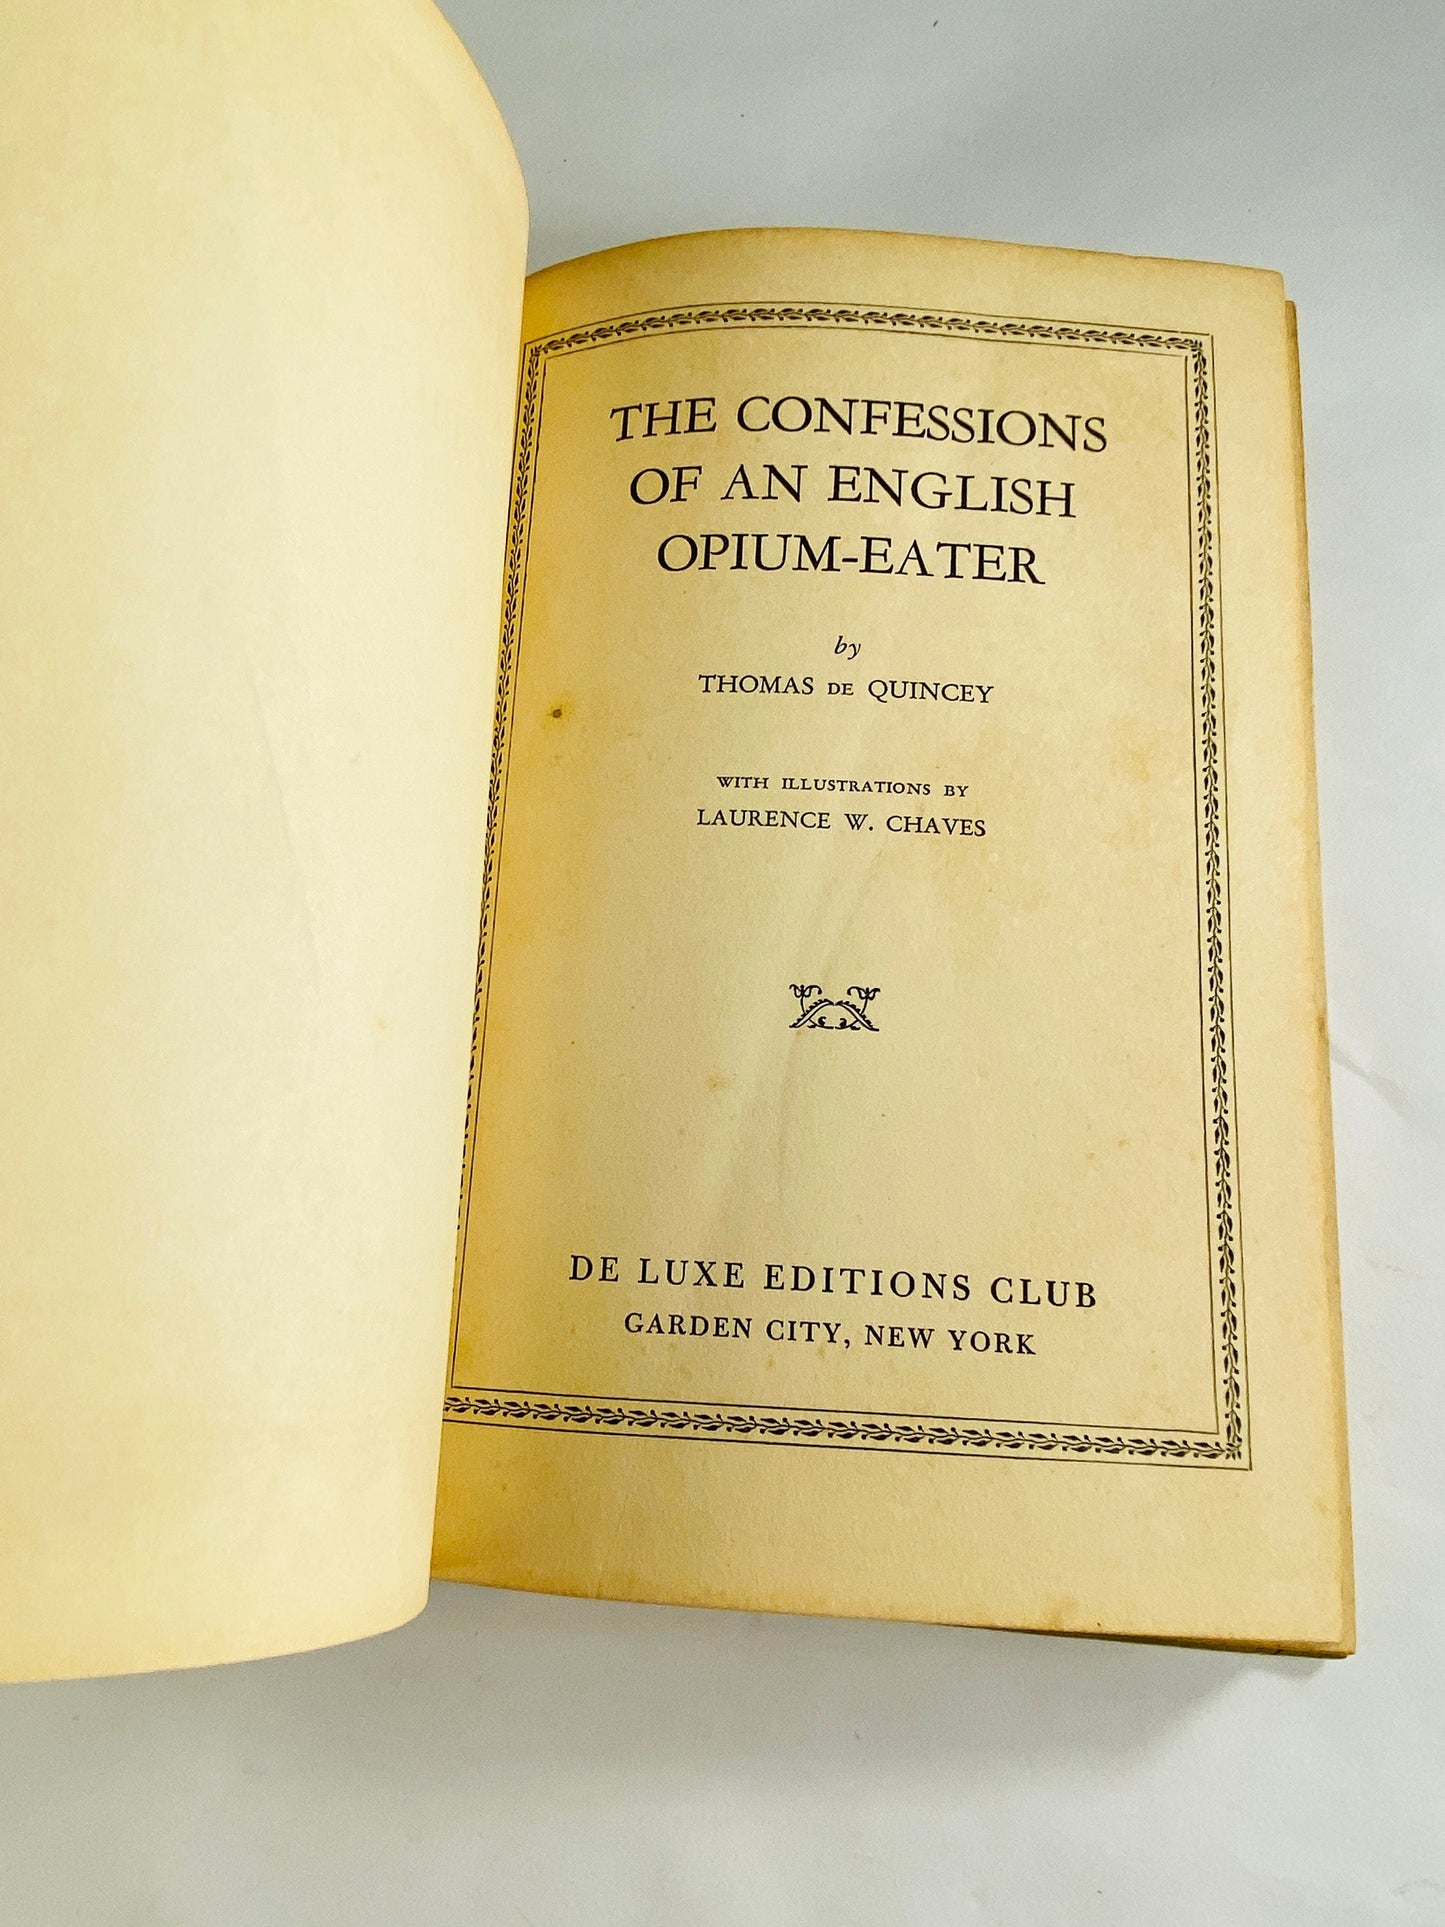 THE CONFESSIONS
OF AN ENGLISH
OPIUM-EATER
by
THOMAS DE QUINCEY
WITH ILLUSTRATIONS BY
LAURENCE W. CHAVES
DE LUXE EDITIONS CLUB
GARDEN CITY, NEW YORK